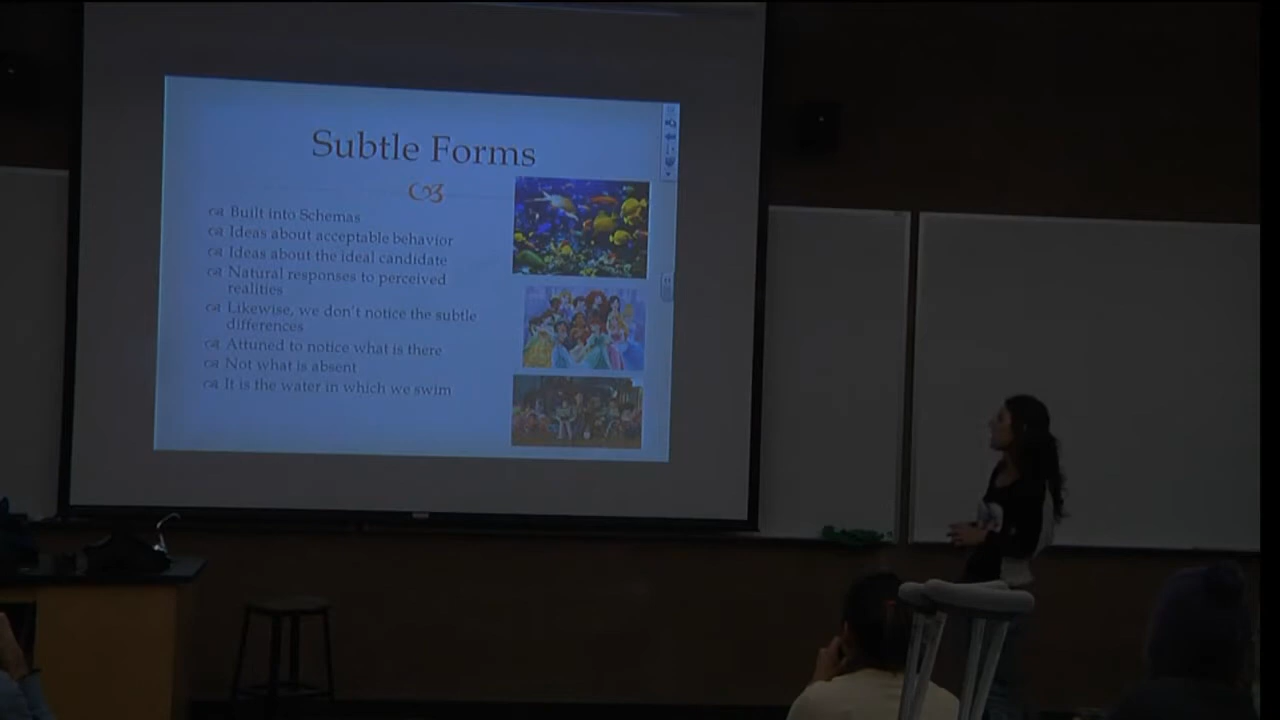 Subtle Forms
Built into Schemas
Ideas about acceptable behavior
Ideas about the ideal candidate
Natural responses to perceived
realities
Likewise, we don't notice the subtle
differences
Attuned to notice what is there
Not what is absent
It is the water in which we swim